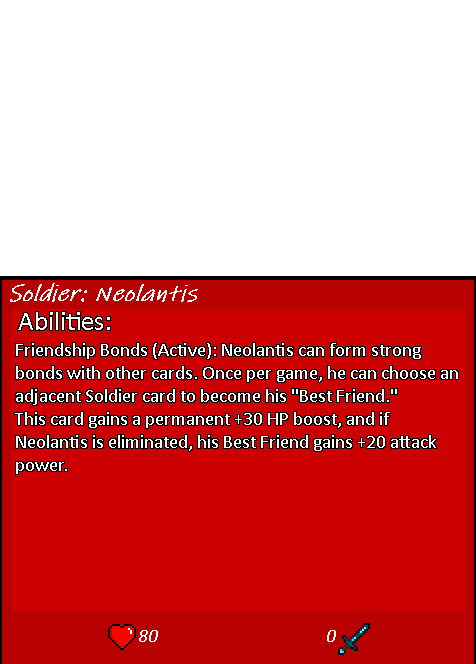 Soldier: Neolantis
Abilities:
Friendship Bonds (Active): Neolantis can form strong
bonds with other cards. Once per game, he can choose an
adjacent Soldier card to become his "Best Friend."
This card gains a permanent +30 HP boost, and if
Neolantis is eliminated, his Best Friend gains +20 attack
power.
80 0